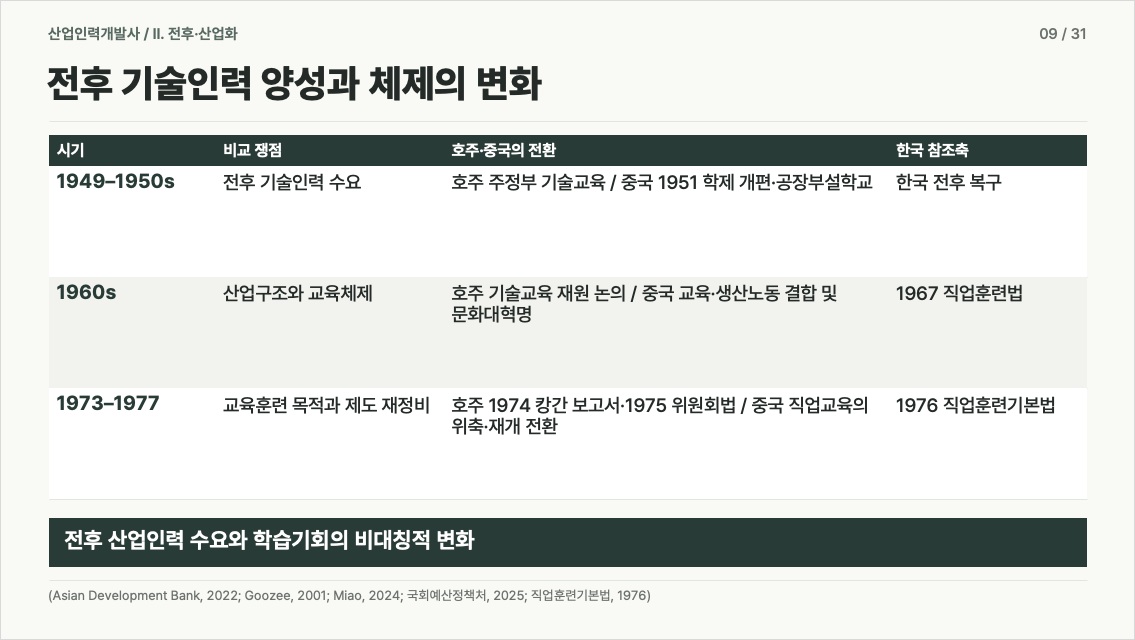 산업인력개발사 / II. 전후·산업화
09 / 31
전후 기술인력 양성과 체제의 변화
시기 비교 쟁점 호주·중국의 전환 한국 참조축
1949–1950s 전후 기술인력 수요 호주 주정부 기술교육 / 중국 1951 학제 개편·공장부설학교 한국 전후 복구
1960s 산업구조와 교육체제 호주 기술교육 재원 논의 / 중국 교육·생산노동 결합 및 1967 직업훈련법
문화대혁명
1973–1977 교육훈련 목적과 제도 재정비 호주 1974 캉간 보고서·1975 위원회법 / 중국 직업교육의 1976 직업훈련기본법
위축·재개 전환
전후 산업인력 수요와 학습기회의 비대칭적 변화
(Asian Development Bank, 2022; Goozee, 2001; Miao, 2024; 국회예산정책처, 2025; 직업훈련기본법, 1976)